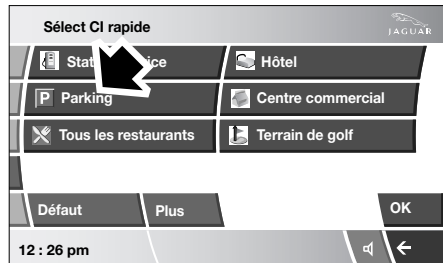 Sélect CI rapide
JAGUAR
Hôtel
P Parking
Centre commercial
Tous les restaurants
Terrain de golf
Défaut
Plus
OK
12 : 26 pm